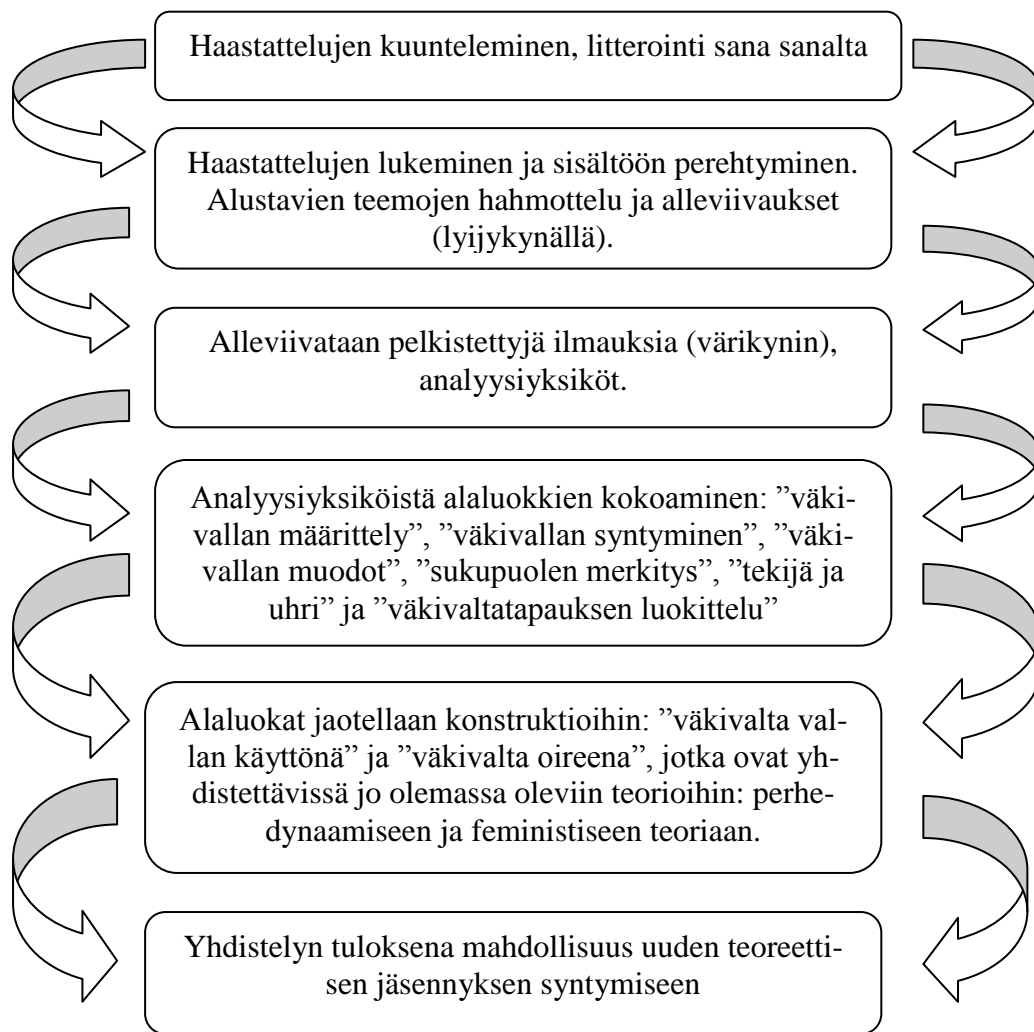 Haastattelujen kuunteleminen, litterointi sana sanalta
Haastattelujen lukeminen ja sisältöön perehtyminen.
Alustavien teemojen hahmottelu ja alleviivaukset
(lyijykynällä).
Alleviivataan pelkistettyjä ilmauksia (värikynin),
analyysiyksiköt.
Analyysiyksiköistä alaluokkien kokoaminen: ”väki-
vallan määrittely”, ”väkivallan syntyminen”, ”väki-
vallan muodot”, ”sukupuolen merkitys”, ”tekijä ja
uhri” ja ”väkivaltatapauksen luokittelu”
Alaluokat jaotellaan konstruktioihin: ”väkivalta val-
lan käyttönä” ja ”väkivalta oireena”, jotka ovat yh-
distettävissä jo olemassa oleviin teorioihin: perhe-
dynaamiseen ja feministiseen teoriaan.
Yhdistelyn tuloksena mahdollisuus uuden teoreetti-
sen jäsennyksen syntymiseen